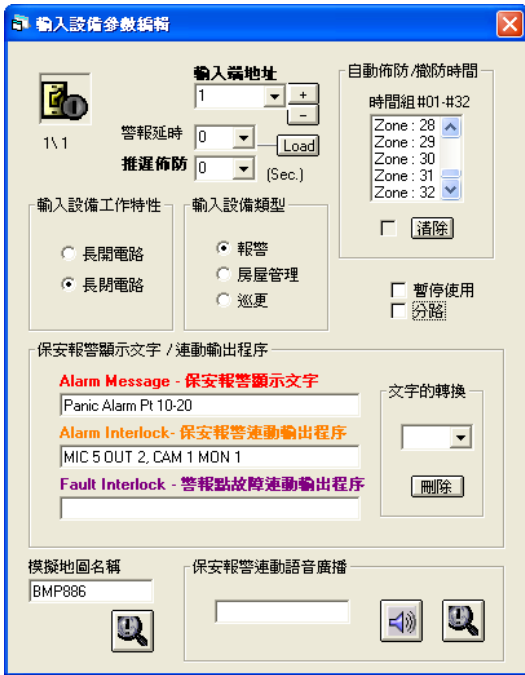 輸入設備參數編輯
輸入端地址
1
+
-
1\1
警報延時
0
Load
推遲佈防
0
(Sec.)
自動佈防/撤防時間
時間組#01-#32
Zone : 28
Zone : 29
Zone : 30
Zone : 31
Zone : 32
清除
輸入設備工作特性
長開電路
長閉電路
輸入設備類型
報警
房屋管理
巡更
暫停使用
分路
保安報警顯示文字 / 連動輸出程序
Alarm Message - 保安報警顯示文字
Panic Alarm Pt 10-20
Alarm Interlock- 保安報警連動輸出程序
MIC 5 OUT 2, CAM 1 MON 1
Fault Interlock - 警報點故障連動輸出程序
文字的轉換
刪除
模擬地圖名稱
BMP886
保安報警連動語音廣播